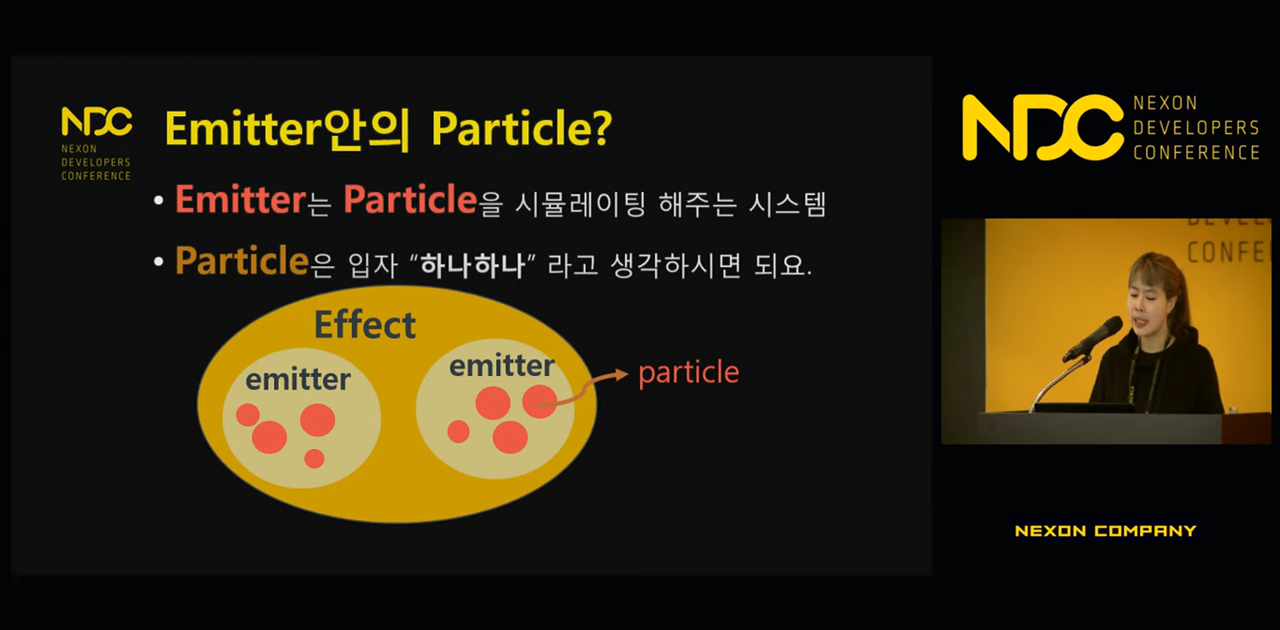 NDC
NEXON
DEVELOPERS
CONFERENCE
Emitter안의 Particle?
• Emitter는 Particle을 시뮬레이팅 해주는 시스템
• Particle은 입자 “하나하나” 라고 생각하시면 되요.
Effect
emitter
emitter
particle
NDC
NEXON
DEVELOPERS
CONFERENCE
CONFE
NEXON COMPANY